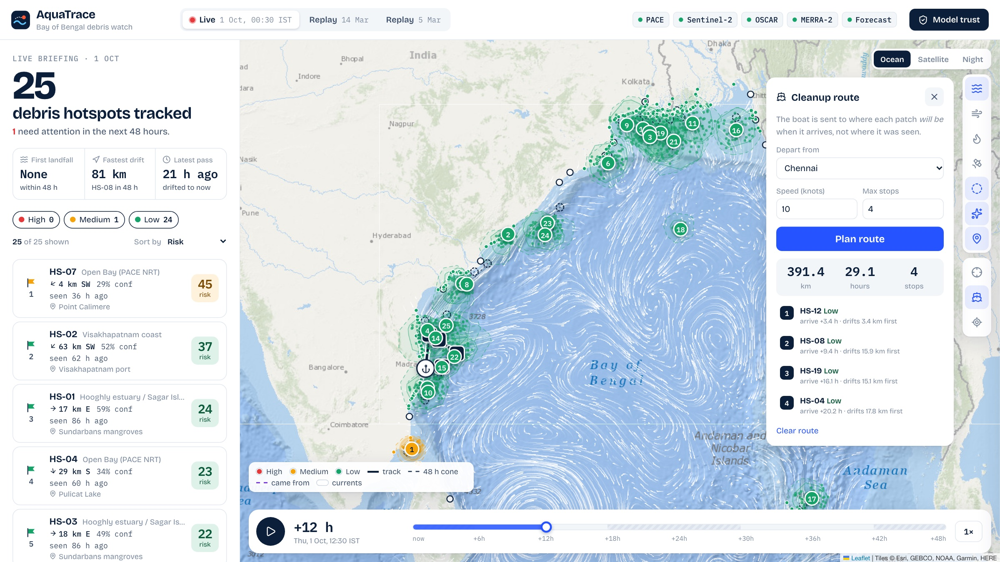 AquaTrace
Bay of Bengal debris watch
Live 1 Oct, 00:30 IST
Replay 14 Mar
Replay 5 Mar
PACE
Sentinel-2
OSCAR
MERRA-2
Forecast
Model trust
LIVE BRIEFING · 1 OCT
25
debris hotspots tracked
1 need attention in the next 48 hours.
First landfall
None
within 48 h
Fastest drift
81 km
HS-08 in 48 h
Latest pass
21 h ago
drifted to now
High 0
Medium 1
Low 24
25 of 25 shown
Sort by Risk
1
HS-07 Open Bay (PACE NRT)
4 km SW 29% conf
seen 36 h ago
Point Calimere
45
risk
2
HS-02 Visakhapatnam coast
63 km SW 52% conf
seen 62 h ago
Visakhapatnam port
37
risk
3
HS-01 Hooghly estuary / Sagar Isl...
17 km E 59% conf
seen 86 h ago
Sundarbans mangroves
24
risk
4
HS-04 Open Bay (PACE NRT)
29 km S 34% conf
seen 60 h ago
Pulicat Lake
23
risk
5
HS-03 Hooghly estuary / Sagar Is...
18 km E 49% conf
seen 86 h ago
Sundarbans mangroves
22
risk
India
Dhaka
Bhopal
Indore
Kolkata
Nagpur
Nasik
Pune
Hyderabad
Bangalore
Coimbatore
3728
Bay of
Bengal
Andaman and
Nicobar
Islands
Andaman
Sea
3012
9
3
19
21
11
16
6
18
23
24
2
8
25
4
14
22
15
10
1
17
Ocean
Satellite
Night
Cleanup route
The boat is sent to where each patch will be
when it arrives, not where it was seen.
Depart from
Chennai
Speed (knots)
Max stops
10
4
Plan route
391.4
km
29.1
hours
4
stops
1
HS-12 Low
arrive +3.4 h · drifts 3.4 km first
2
HS-08 Low
arrive +9.4 h · drifts 15.9 km first
3
HS-19 Low
arrive +16.1 h · drifts 15.1 km first
4
HS-04 Low
arrive +20.2 h · drifts 17.8 km first
Clear route
High
Medium
Low
track
48 h cone
came from
currents
+12 h
Thu, 1 Oct, 12:30 IST
now
+6h
+12h
+18h
+24h
+30h
+36h
+42h
+48h
1×
Leaflet | Tiles © Esri, GEBCO, NOAA, Garmin, HERE